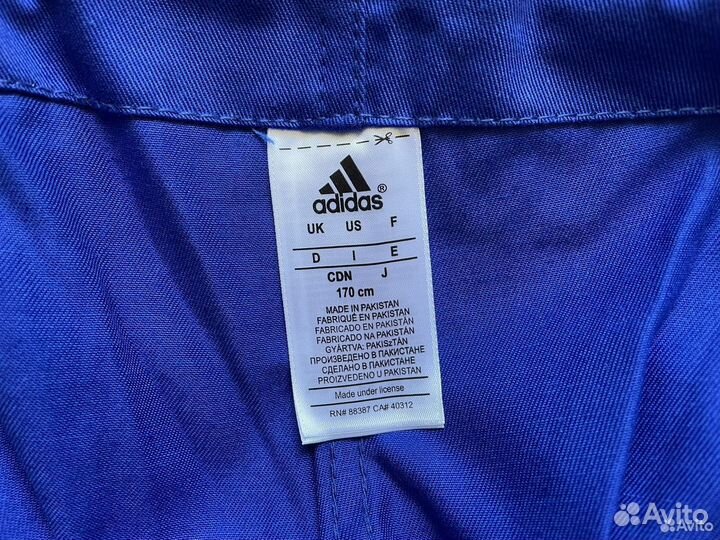 adidas®
UK US F
D I E
CDN J
170 cm
MADE IN PAKISTAN
FABRIQUÉ EN PAKISTAN
FABRICADO EN PAKISTÁN
FABRICADO NA PAKISTÁN
GYÁRTVA: PAKISzTÁN
ПРОИЗВЕДЕНО В ПАКИСТАНЕ
СДЕЛАНО В ПАКИСТАНЕ
PROIZVEDENO U PAKISTAN
Made under license
RN# 88387 CA# 40312
Avito